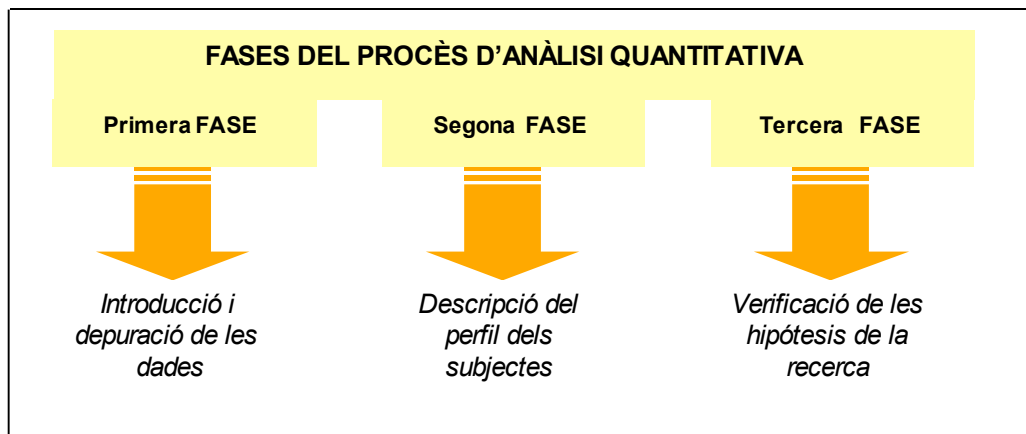 FASES DEL PROCÈS D’ANÀLISI QUANTITATIVA
Primera FASE
Segona FASE
Tercera FASE
Introducció i
depuració de les
dades
Descripció del
perfil dels
subjectes
Verificació de les
hipótesis de la
recerca